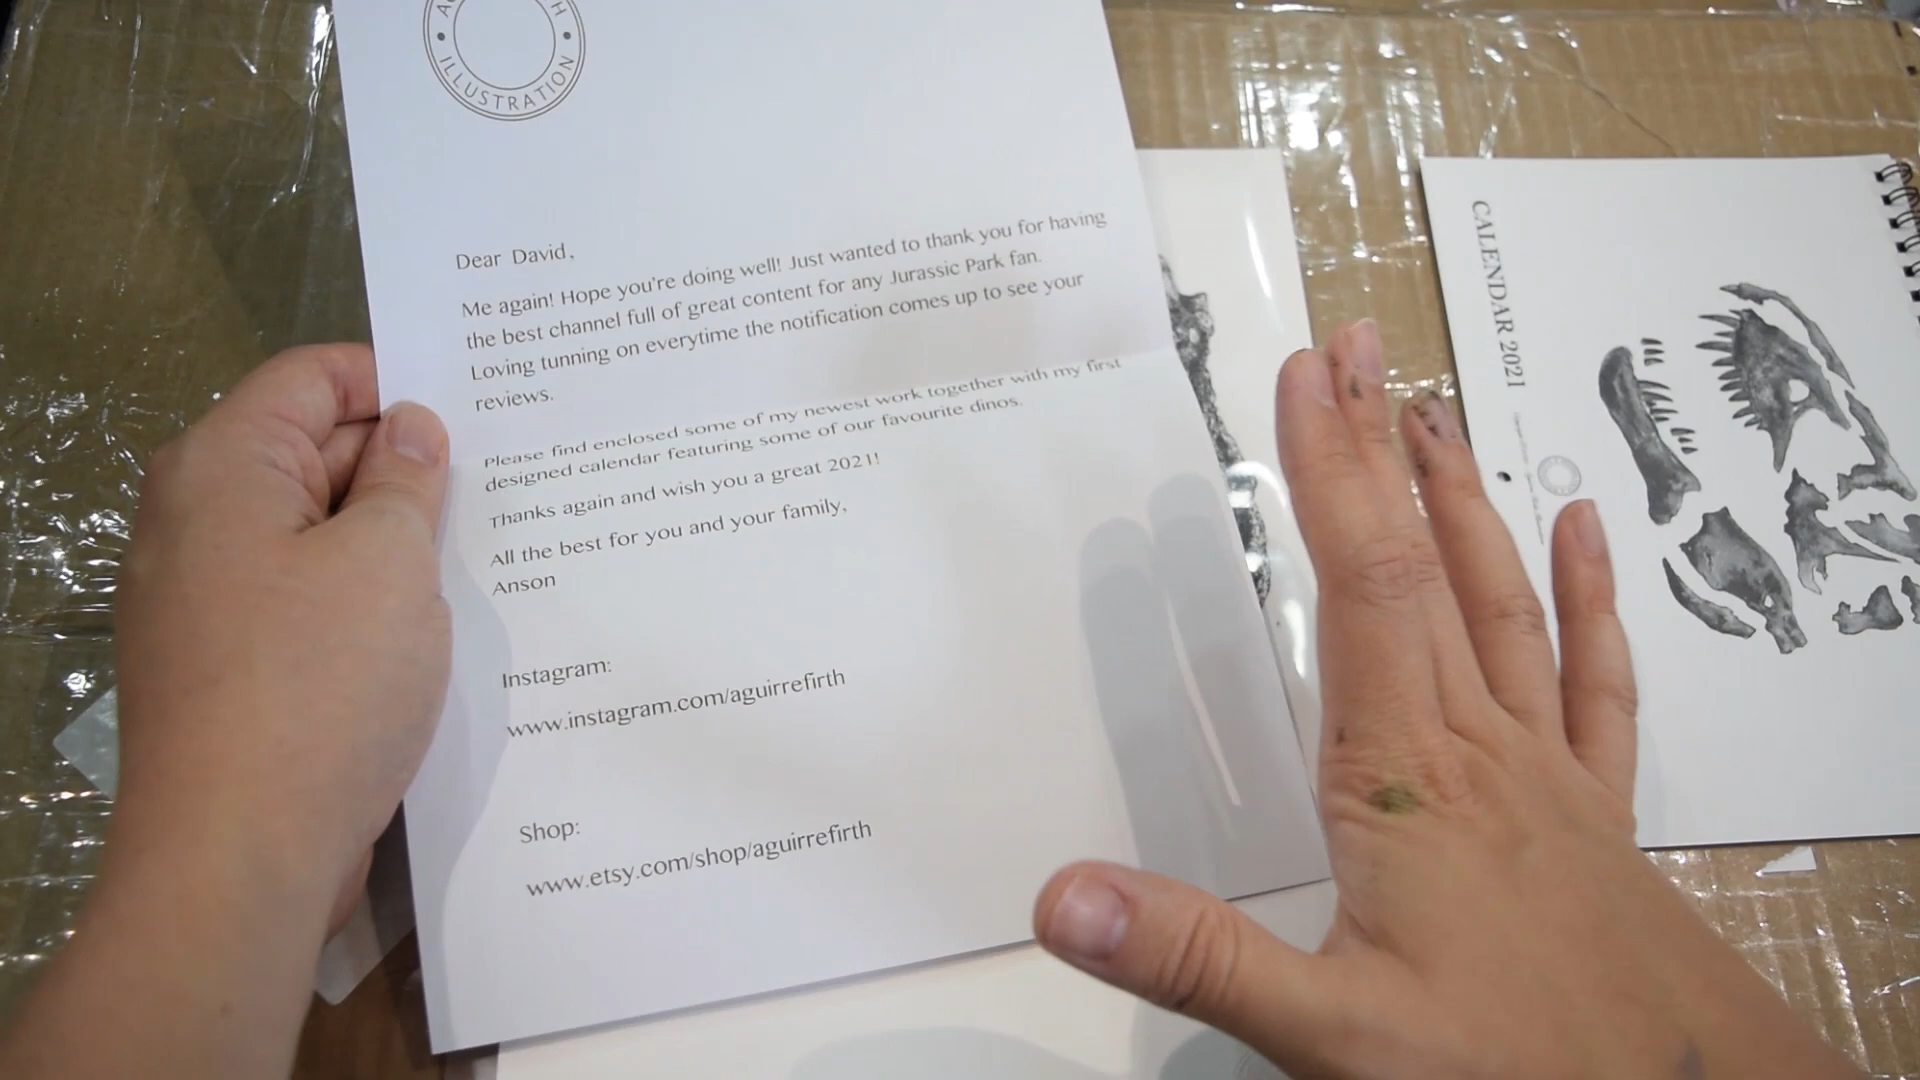 ILLUSTRATION
Dear David,
Me again! Hope you're doing well! Just wanted to thank you for having
the best channel full of great content for any Jurassic Park fan.
Loving tunning on everytime the notification comes up to see your
reviews.
Please find enclosed some of my newest work together with my first
designed calendar featuring some of our favourite dinos.
Thanks again and wish you a great 2021!
All the best for you and your family,
Anson
Instagram:
www.instagram.com/aguirrefirth
Shop:
www.etsy.com/shop/aguirrefirth
CALENDAR 2021